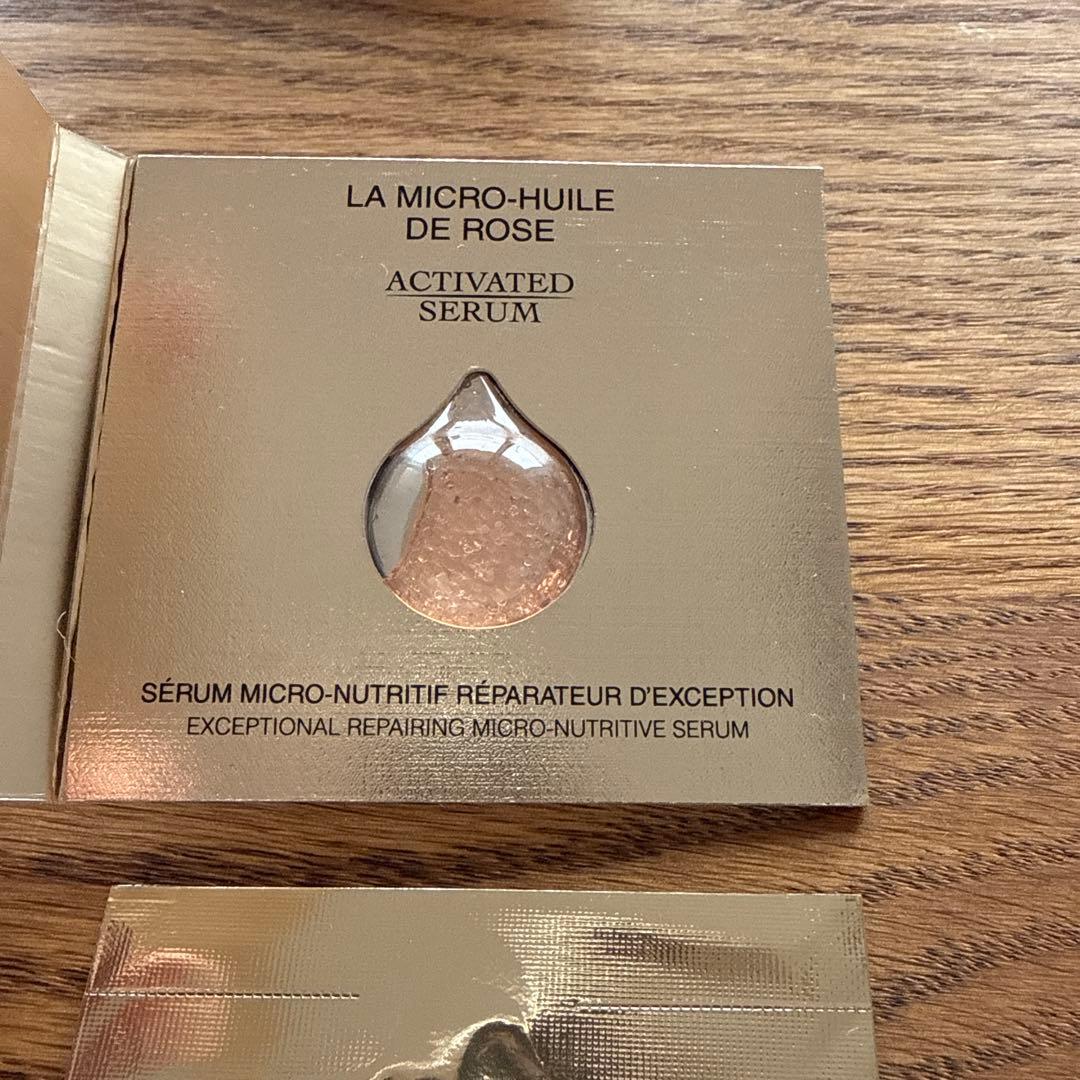 LA MICRO-HUILE
DE ROSE
ACTIVATED
SERUM
SÉRUM MICRO-NUTRITIF RÉPARATEUR D'EXCEPTION
EXCEPTIONAL REPAIRING MICRO-NUTRITIVE SERUM